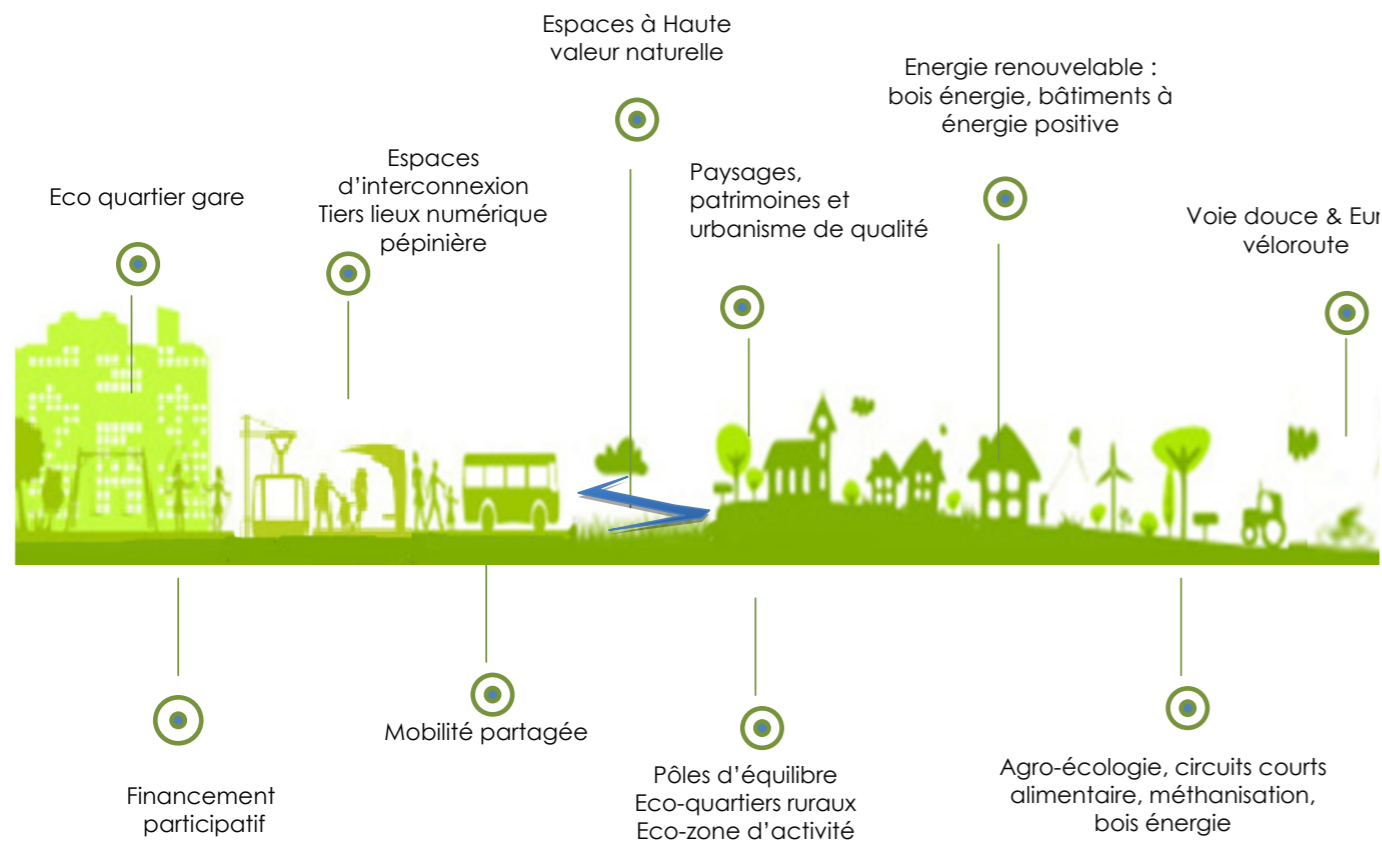 Espaces à Haute
valeur naturelle
Energie renouvelable :
bois énergie, bâtiments à
énergie positive
Espaces
d'interconnexion
Tiers lieux numérique
pépinière
Eco quartier gare
Paysages,
patrimoines et
urbanisme de qualité
Voie douce &
véloroute
Financement
participatif
Mobilité partagée
Pôles d'équilibre
Eco-quartiers ruraux
Eco-zone d'activité
Agro-écologie, circuits courts
alimentaire, méthanisation,
bois énergie